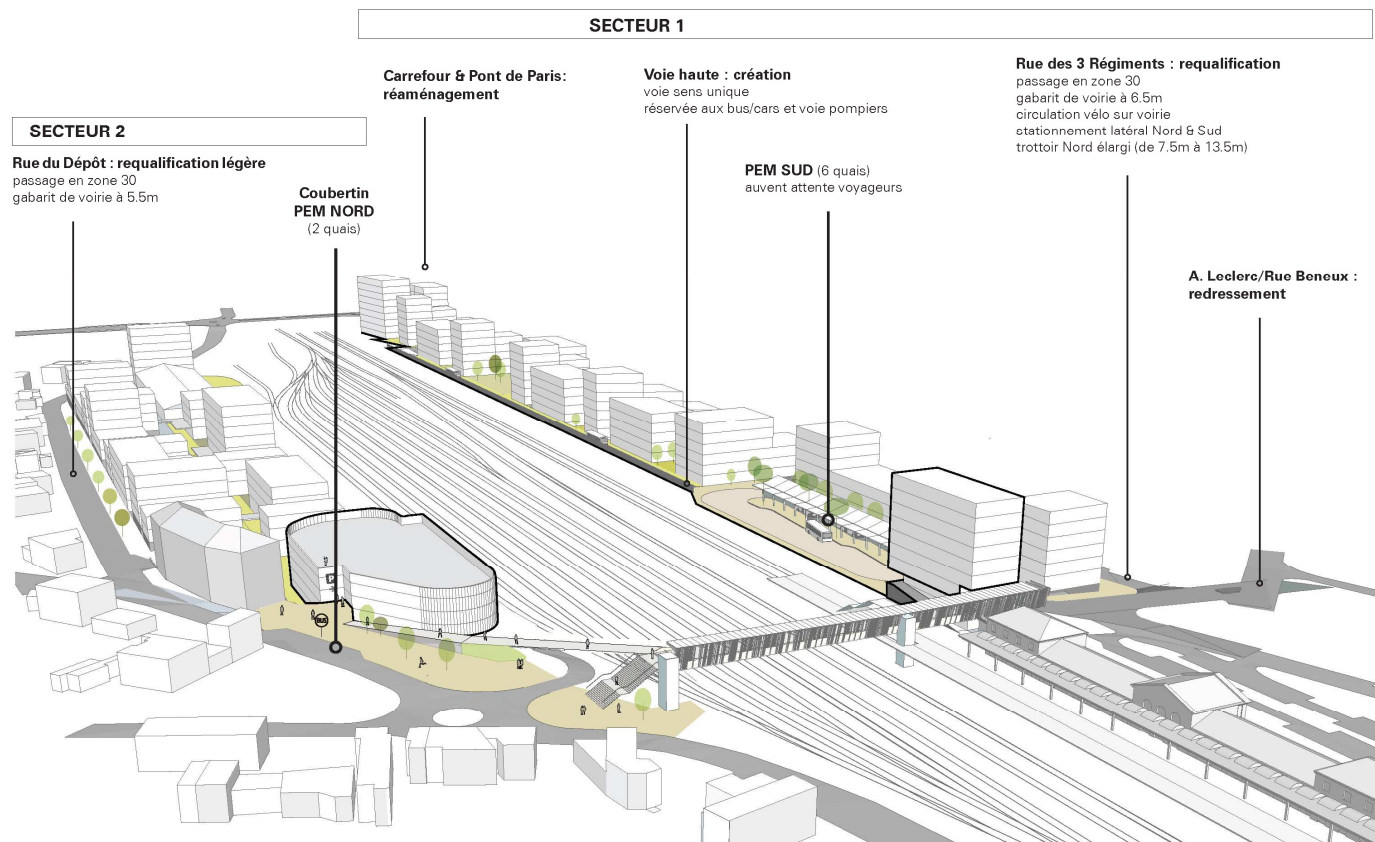 SECTEUR 1
Carrefour & Pont de Paris:
réaménagement
Voie haute : création
voie sens unique
réservée aux bus/cars et voie pompiers
Rue des 3 Régiments : requalification
passage en zone 30
gabarit de voirie à 6.5m
circulation vélo sur voirie
stationnement latéral Nord & Sud
trottoir Nord élargi (de 7.5m à 13.5m)
SECTEUR 2
Rue du Dépôt : requalification légère
passage en zone 30
gabarit de voirie à 5.5m
Coubertin
PEM NORD
(2 quais)
PEM SUD (6 quais)
auvent attente voyageurs
A. Leclerc/Rue Beneux :
redressement
BUS